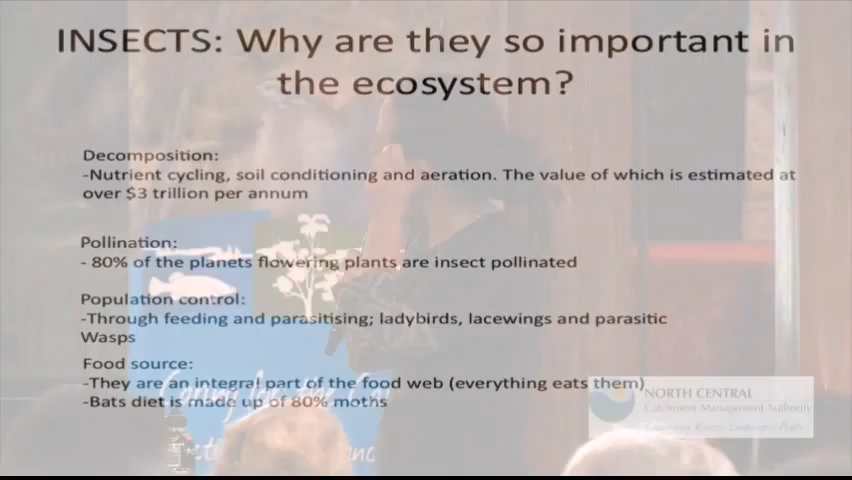 INSECTS: Why are they so important in
the ecosystem?
Decomposition:
-Nutrient cycling, soil conditioning and aeration. The value of which is estimated at
over $3 trillion per annum
Pollination:
- 80% of the planets flowering plants are insect pollinated
Population control:
-Through feeding and parasitising; ladybirds, lacewings and parasitic
Wasps
Food source:
-They are an integral part of the food web (everything eats them)
-Bats diet is made up of 80% moths
NORTH CENTRAL
Catchment Management Authority
Caring for the